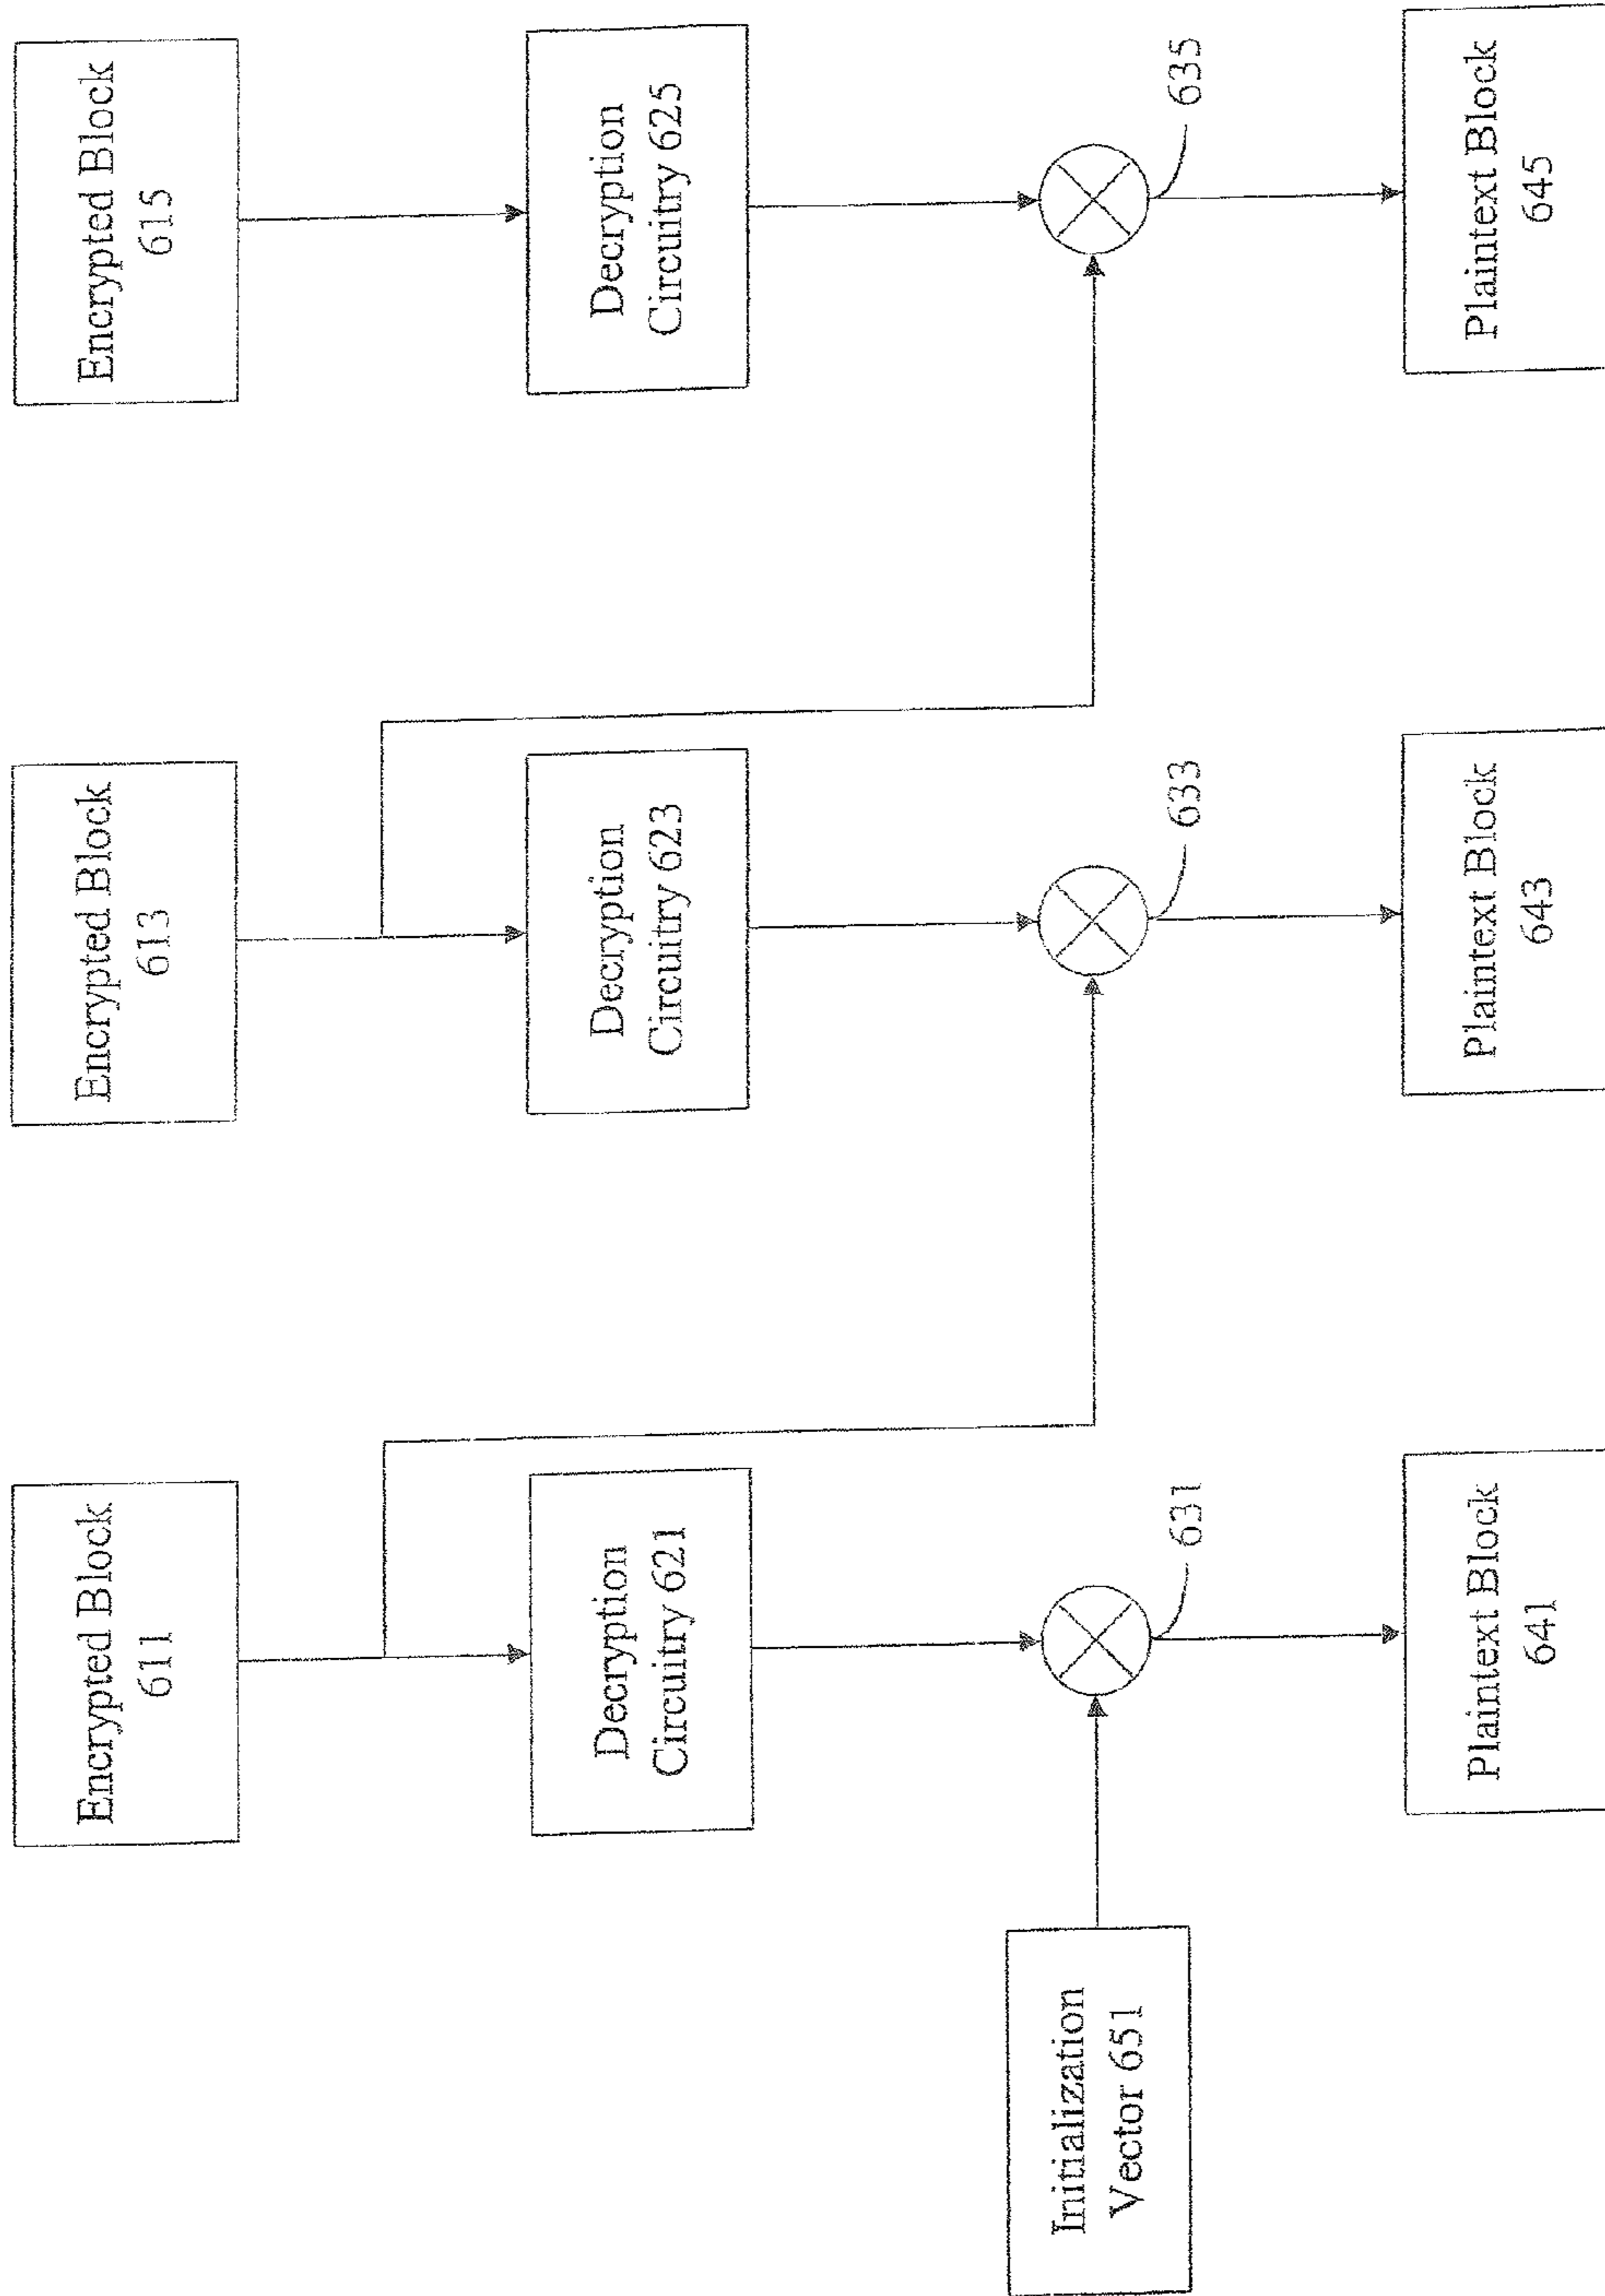 Encrypted Block
611
Encrypted Block
613
Encrypted Block
615
Decryption
Circuitry 621
Decryption
Circuitry 623
Decryption
Circuitry 625
Initialization
Vector 651
631
633
635
Plaintext Block
641
Plaintext Block
643
Plaintext Block
645